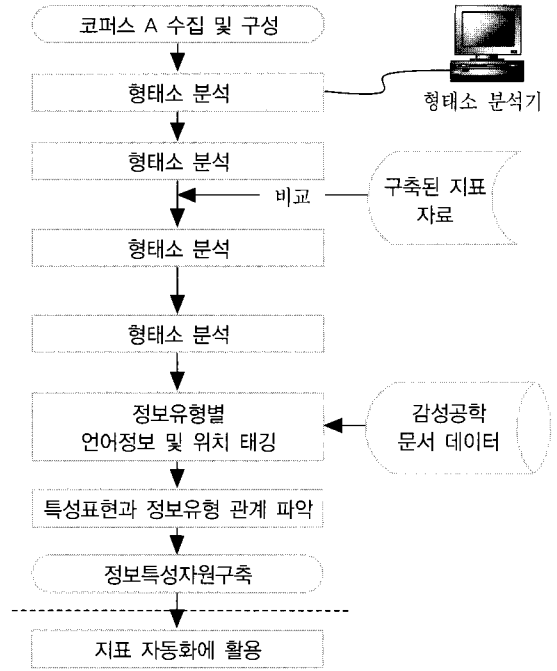 코퍼스 A 수집 및 구성
형태소 분석
형태소 분석기
형태소 분석
비교
구축된 지표
자료
형태소 분석
형태소 분석
정보유형별
언어정보 및 위치 태깅
감성공학
문서 데이터
특성표현과 정보유형 관계 파악
정보특성자원구축
지표 자동화에 활용